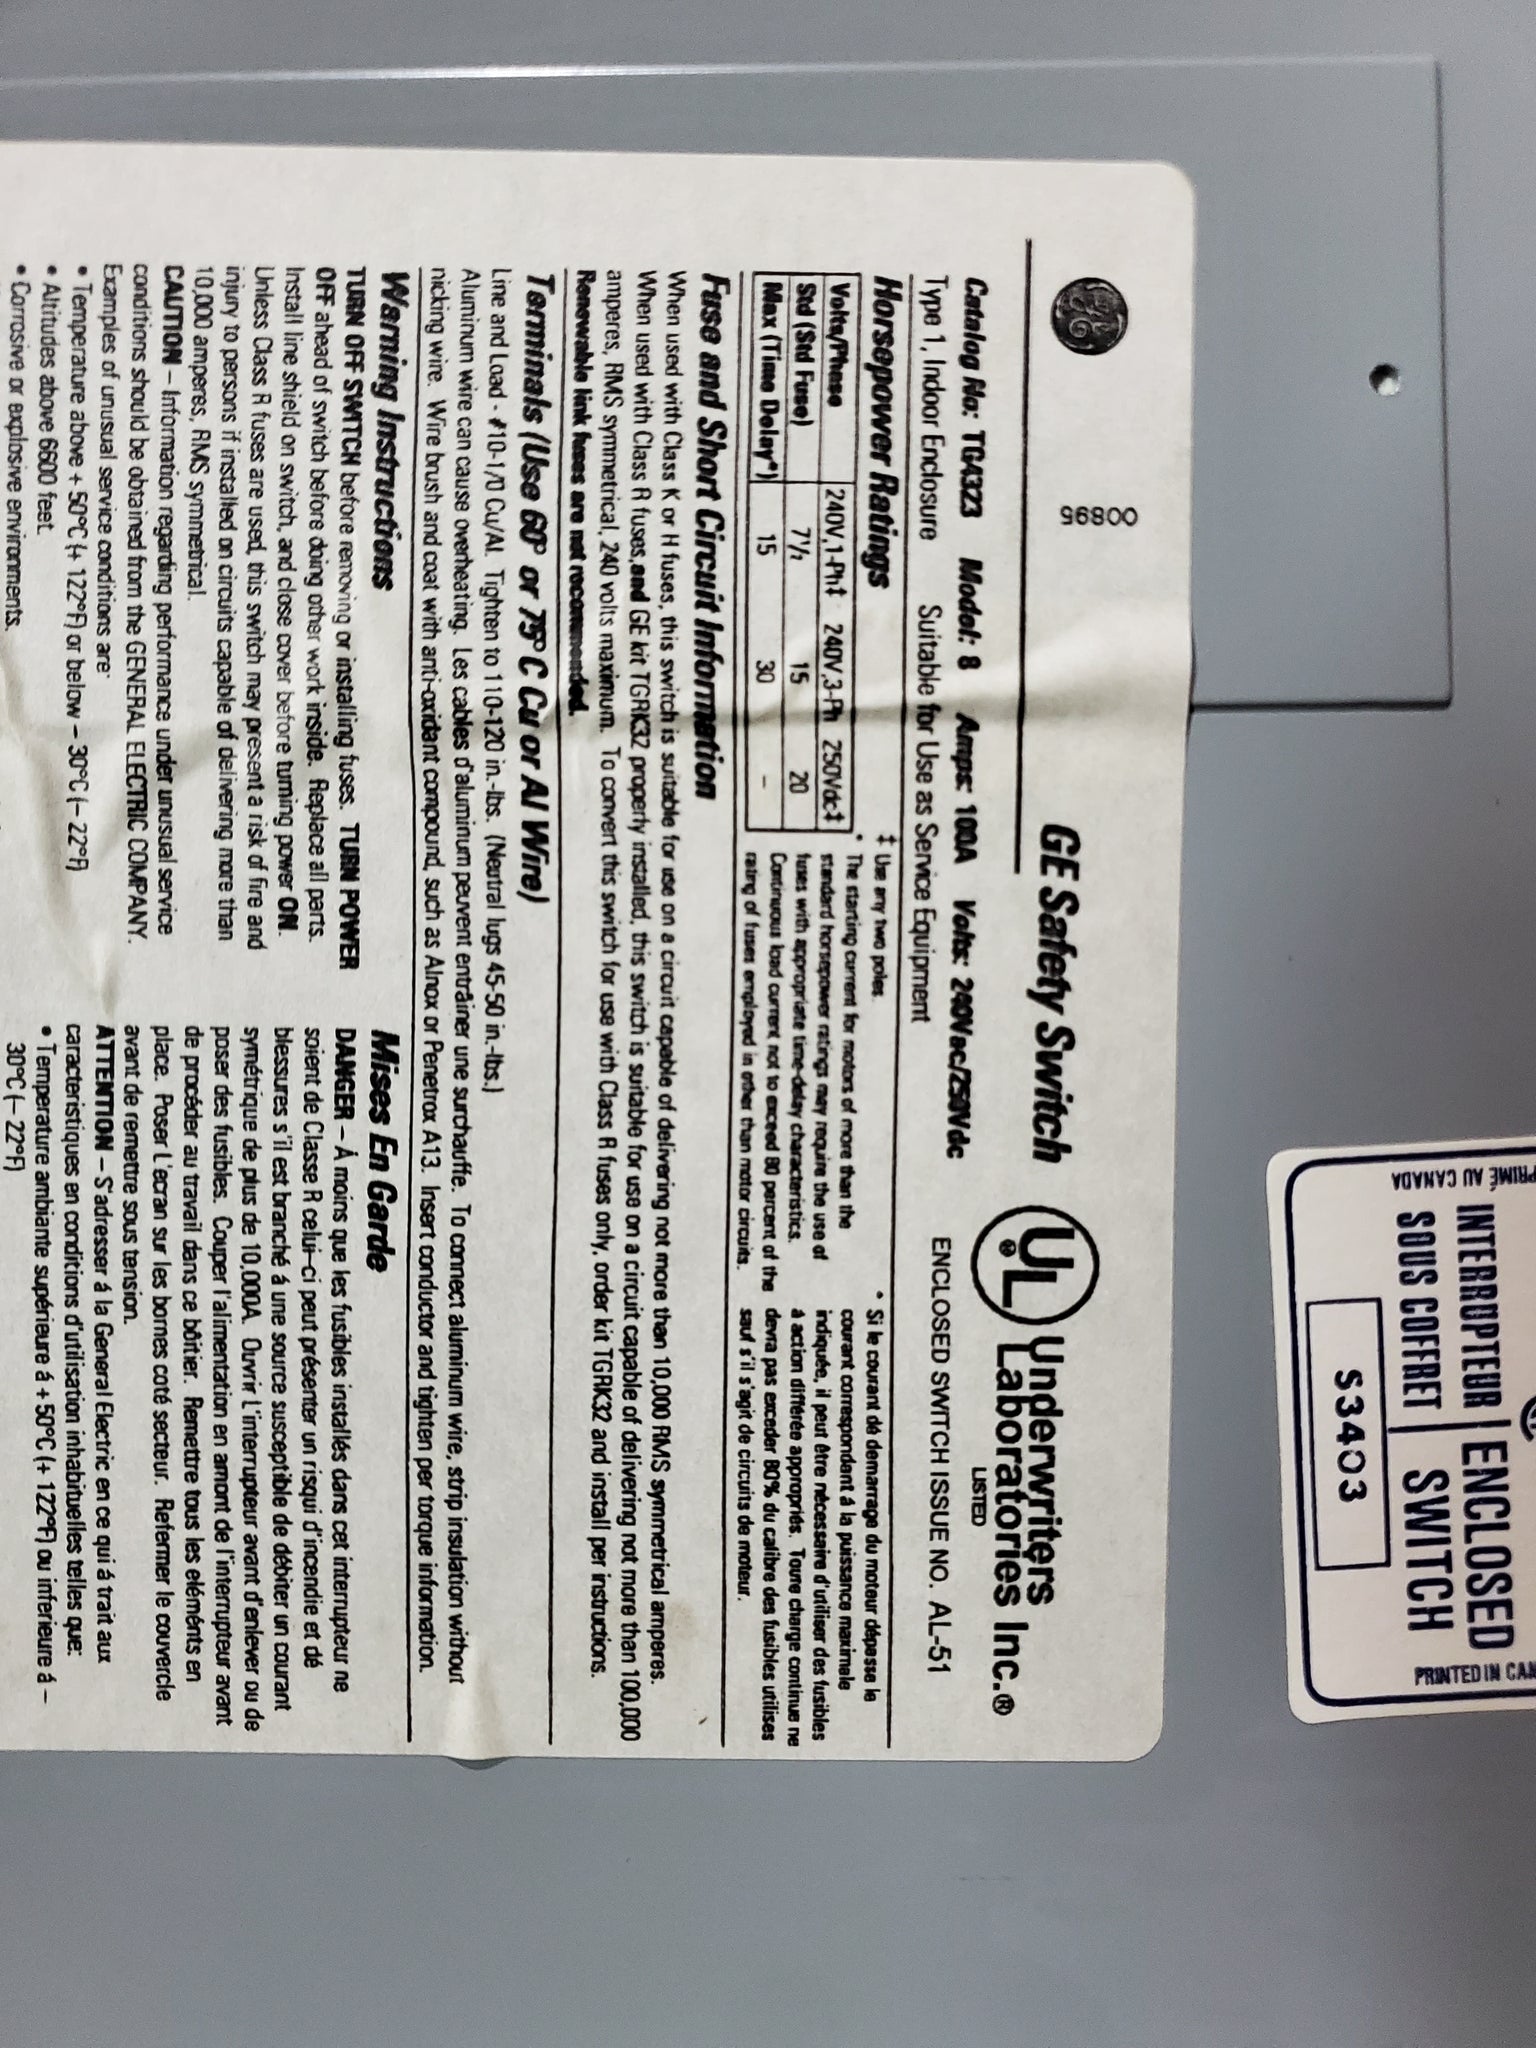 00895
GE Safety Switch
Underwriters
Laboratories Inc.®
LISTED
Catalog No: TG4323 Model: 8 Amps: 100A Volts: 240Vac/250Vdc
Type 1, Indoor Enclosure Suitable for Use as Service Equipment
ENCLOSED SWITCH ISSUE NO. AL-51
Horsepower Ratings
Volts/Phase 240V,1-Ph‡ 240V,3-Ph 250Vdc‡
Std (Std Fuse) 7½ 15 20
Max (Time Delay*) 15 30 –
‡ Use any two poles.
* The starting current for motors of more than the
standard horsepower ratings may require the use of
fuses with appropriate time-delay characteristics.
Continuous load current not to exceed 80 percent of the
rating of fuses employed in other than motor circuits.
* Si le courant dé demarrage du moteur dépasse le
courant correspondent á la puissance maximale
indiquée, il peut être nécessaire d'utiliser des fusibles
á action différée appropriés. Toure charge continue ne
devra pas exceder 80% du calibre des fusibles utilises
sauf s'il s'agit de circuits de moteur.
Fuse and Short Circuit Information
When used with Class K or H fuses, this switch is suitable for use on a circuit capable of delivering not more than 10,000 RMS symmetrical amperes.
When used with Class R fuses,and GE kit TGRK32 properly installed, this switch is suitable for use on a circuit capable of delivering not more than 100,000
amperes, RMS symmetrical, 240 volts maximum. To convert this switch for use with Class R fuses only, order kit TGRK32 and install per instructions.
Renewable link fuses are not recommended.
Terminals (Use 60° or 75° C Cu or Al Wire)
Line and Load - #10-1/0 Cu/Al. Tighten to 110-120 in.-lbs. (Neutral lugs 45-50 in.-lbs.)
Aluminum wire can cause overheating. Les cables d'aluminum peuvent entrâiner une surchauffe. To connect aluminum wire, strip insulation without
nicking wire. Wire brush and coat with anti-oxidant compound, such as Alnox or Penetrox A13. Insert conductor and tighten per torque information.
Warning Instructions
TURN OFF SWITCH before removing or installing fuses. TURN POWER
OFF ahead of switch before doing other work inside. Replace all parts.
Install line shield on switch, and close cover before turning power ON.
Unless Class R fuses are used, this switch may present a risk of fire and
injury to persons if installed on circuits capable of delivering more than
10,000 amperes, RMS symmetrical.
CAUTION – Information regarding performance under unusual service
conditions should be obtained from the GENERAL ELECTRIC COMPANY.
Examples of unusual service conditions are:
• Temperature above + 50°C (+ 122°F) or below – 30°C (– 22°F)
• Altitudes above 6600 feet.
• Corrosive or explosive environments.
Mises En Garde
DANGER – Á moins que les fusibles installés dans cet interrupteur ne
soient de Classe R celui-ci peut présenter un risqui d'incendie et dé
blessures s'il est branché á une source susceptible de débiter un courant
symétrique de plus de 10,000A. Ouvrir L'interrupteur avant d'enlever ou de
poser des fusibles. Couper l'alimentation en amont de l'interrupteur avant
de procéder au travail dans ce bôitier. Remettre tous les eléménts en
place. Poser L'ecran sur les bornes coté secteur. Refermer le couvercle
avant de remettre sous tension.
ATTENTION – S'adresser á la General Electric en ce qui á trait aux
caracteristiques en conditions d'utilisation inhabituelles telles que:
• Temperature ambiante supérieure á + 50°C (+ 122°F) ou inferieure á –
30°C (– 22°F)
INTERRUPTEUR
SOUS COFFRET
ENCLOSED
SWITCH
S3403
AU CANADA
PRINTED IN